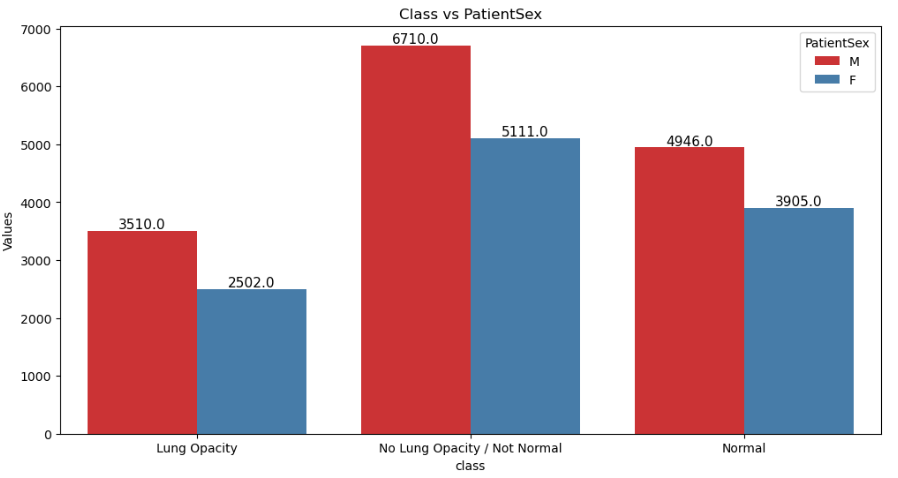 Class vs PatientSex
7000
6000
5000
4000
3000
2000
1000
0
Values
3510.0
2502.0
6710.0
5111.0
4946.0
3905.0
PatientSex
M
F
Lung Opacity
No Lung Opacity / Not Normal
Normal
class